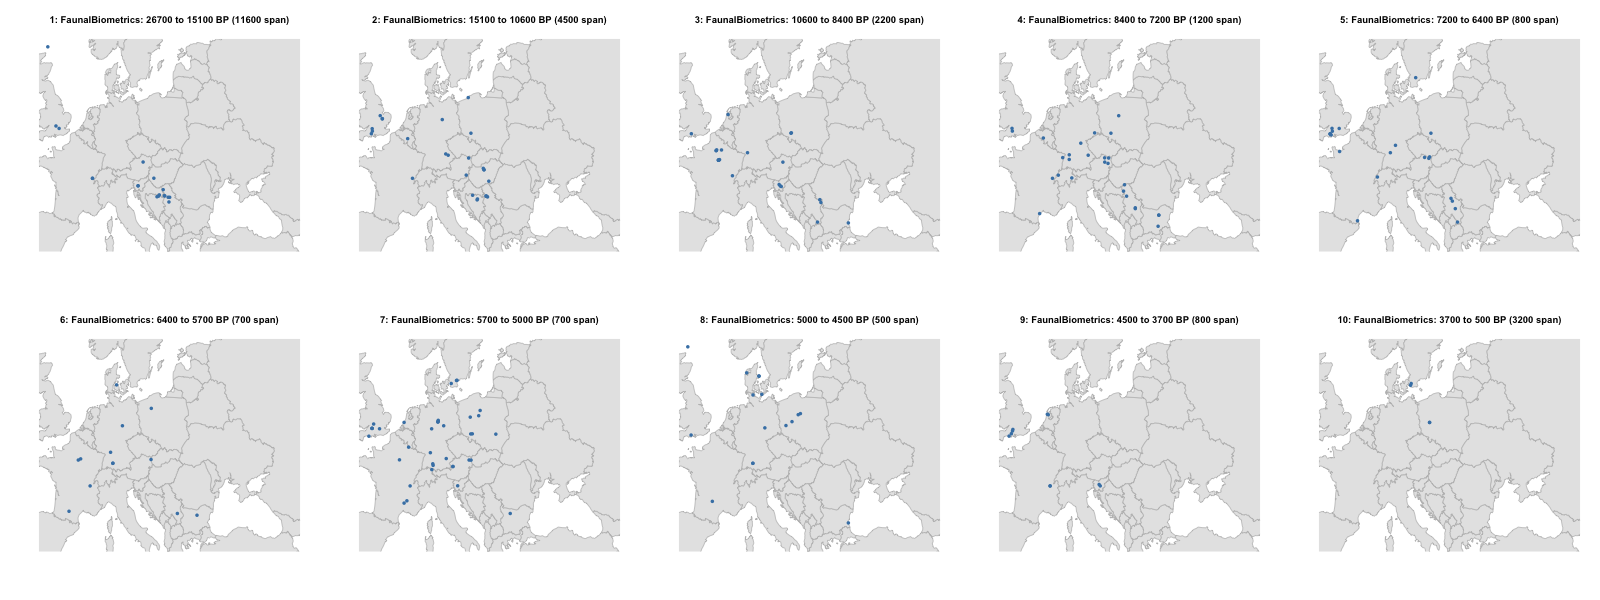 1: FaunalBiometrics: 26700 to 15100 BP (11600 span)
2: FaunalBiometrics: 15100 to 10600 BP (4500 span)
3: FaunalBiometrics: 10600 to 8400 BP (2200 span)
4: FaunalBiometrics: 8400 to 7200 BP (1200 span)
5: FaunalBiometrics: 7200 to 6400 BP (800 span)
6: FaunalBiometrics: 6400 to 5700 BP (700 span)
7: FaunalBiometrics: 5700 to 5000 BP (700 span)
8: FaunalBiometrics: 5000 to 4500 BP (500 span)
9: FaunalBiometrics: 4500 to 3700 BP (800 span)
10: FaunalBiometrics: 3700 to 500 BP (3200 span)